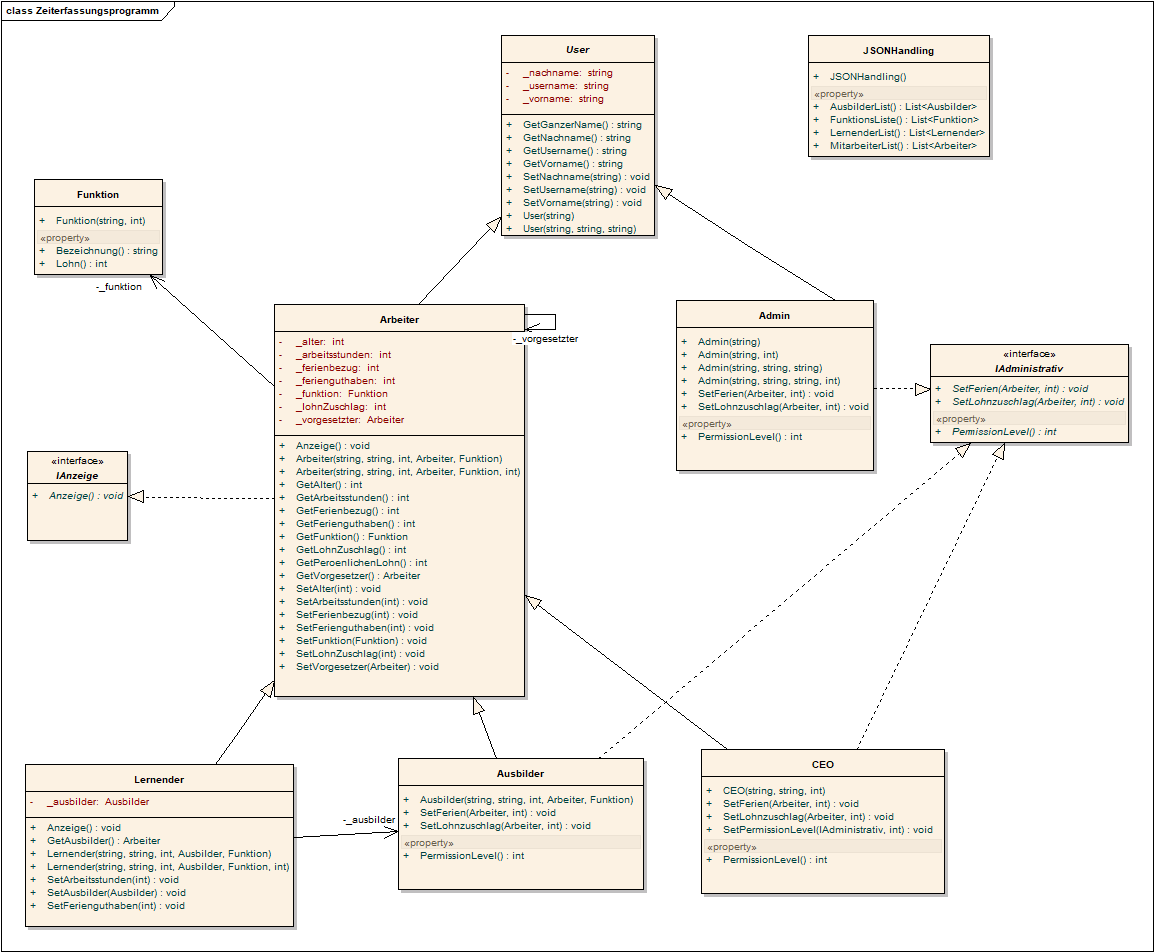 class Zeiterfassungsprogramm
User
- _nachname: string
- _username: string
- _vorname: string
+ GetGanzerName() : string
+ GetNachname() : string
+ GetUsername() : string
+ GetVorname() : string
+ SetNachname(string) : void
+ SetUsername(string) : void
+ SetVorname(string) : void
+ User(string)
+ User(string, string, string)
JSONHandling
+ JSONHandling()
«property»
+ AusbilderList() : List<Ausbilder>
+ FunktionsListe() : List<Funktion>
+ LernenderList() : List<Lernender>
+ MitarbeiterList() : List<Arbeiter>
Funktion
+ Funktion(string, int)
«property»
+ Bezeichnung() : string
+ Lohn() : int
-_funktion
Arbeiter
- _alter: int
- _arbeitsstunden: int
- _ferienbezug: int
- _ferienguthaben: int
- _funktion: Funktion
- _lohnZuschlag: int
- _vorgesetzter: Arbeiter
+ Anzeige() : void
+ Arbeiter(string, string, int, Arbeiter, Funktion)
+ Arbeiter(string, string, int, Arbeiter, Funktion, int)
+ GetAlter() : int
+ GetArbeitsstunden() : int
+ GetFerienbezug() : int
+ GetFerienguthaben() : int
+ GetFunktion() : Funktion
+ GetLohnZuschlag() : int
+ GetPeroenlichenLohn() : int
+ GetVorgesetzer() : Arbeiter
+ SetAlter(int) : void
+ SetArbeitsstunden(int) : void
+ SetFerienbezug(int) : void
+ SetFerienguthaben(int) : void
+ SetFunktion(Funktion) : void
+ SetLohnZuschlag(int) : void
+ SetVorgesetzer(Arbeiter) : void
-_vorgesetzter
Admin
+ Admin(string)
+ Admin(string, int)
+ Admin(string, string, string)
+ Admin(string, string, string, int)
+ SetFerien(Arbeiter, int) : void
+ SetLohnzuschlag(Arbeiter, int) : void
«property»
+ PermissionLevel() : int
«interface»
IAdministrativ
+ SetFerien(Arbeiter, int) : void
+ SetLohnzuschlag(Arbeiter, int) : void
«property»
+ PermissionLevel() : int
«interface»
IAnzeige
+ Anzeige() : void
Lernender
- _ausbilder: Ausbilder
+ Anzeige() : void
+ GetAusbilder() : Arbeiter
+ Lernender(string, string, int, Ausbilder, Funktion)
+ Lernender(string, string, int, Ausbilder, Funktion, int)
+ SetArbeitsstunden(int) : void
+ SetAusbilder(Ausbilder) : void
+ SetFerienguthaben(int) : void
-_ausbilder
Ausbilder
+ Ausbilder(string, string, int, Arbeiter, Funktion)
+ SetFerien(Arbeiter, int) : void
+ SetLohnzuschlag(Arbeiter, int) : void
«property»
+ PermissionLevel() : int
CEO
+ CEO(string, string, int)
+ SetFerien(Arbeiter, int) : void
+ SetLohnzuschlag(Arbeiter, int) : void
+ SetPermissionLevel(IAdministrativ, int) : void
«property»
+ PermissionLevel() : int